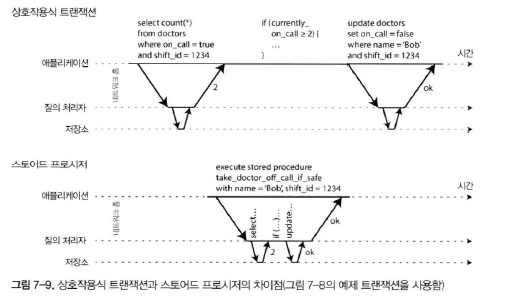 상호작용식 트랜잭션
select count(*)
from doctors
where on_call = true
and shift_id = 1234
if (currently_
on_call ≥ 2) {
...
}
update doctors
set on_call = false
where name = 'Bob'
and shift_id = 1234
시간
애플리케이션
네트워크 홉
2
ok
질의 처리자
저장소
스토어드 프로시저
execute stored procedure
take_doctor_off_call_if_safe
with name = 'Bob', shift_id = 1234
시간
애플리케이션
네트워크 홉
select...
if (...)...
update...
ok
질의 처리자
2
ok
저장소
그림 7-9. 상호작용식 트랜잭션과 스토어드 프로시저의 차이점(그림 7-8의 예제 트랜잭션을 사용함)